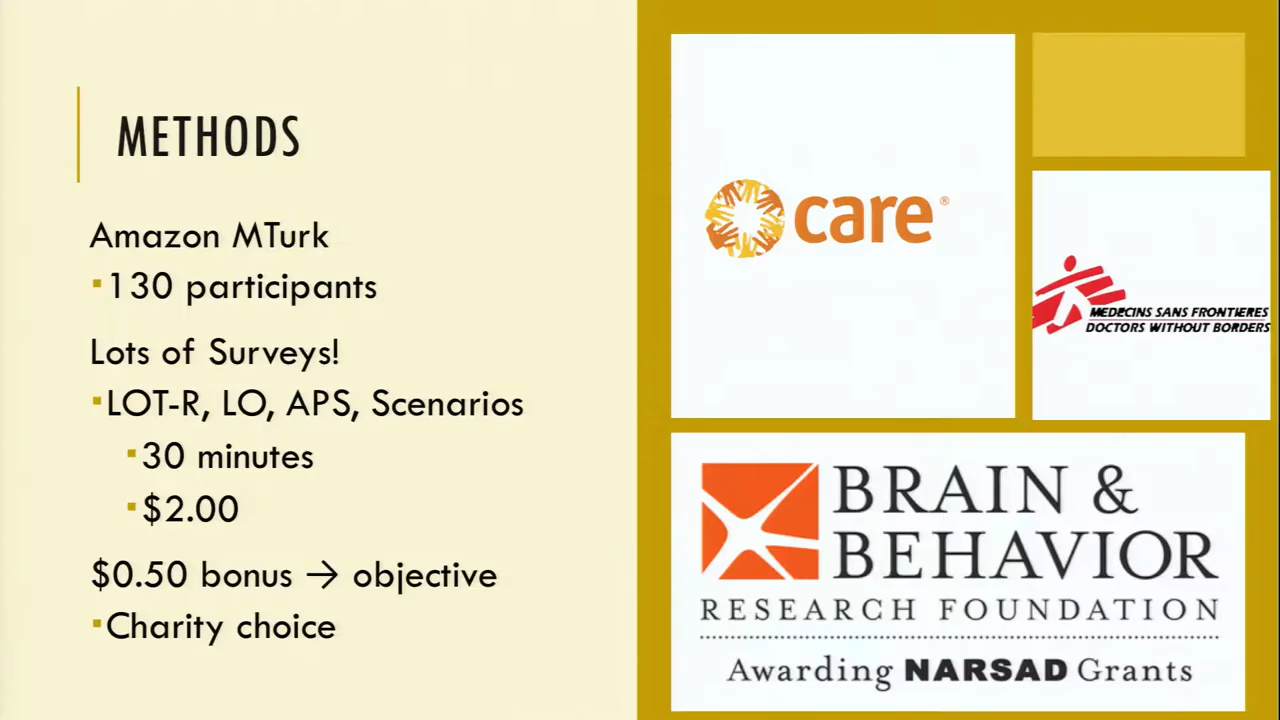 METHODS
Amazon MTurk
▪130 participants
Lots of Surveys!
▪LOT-R, LO, APS, Scenarios
▪30 minutes
▪$2.00
$0.50 bonus → objective
▪Charity choice
care®
MEDECINS SANS FRONTIERES
DOCTORS WITHOUT BORDERS
BRAIN &
BEHAVIOR
RESEARCH FOUNDATION
Awarding NARSAD Grants